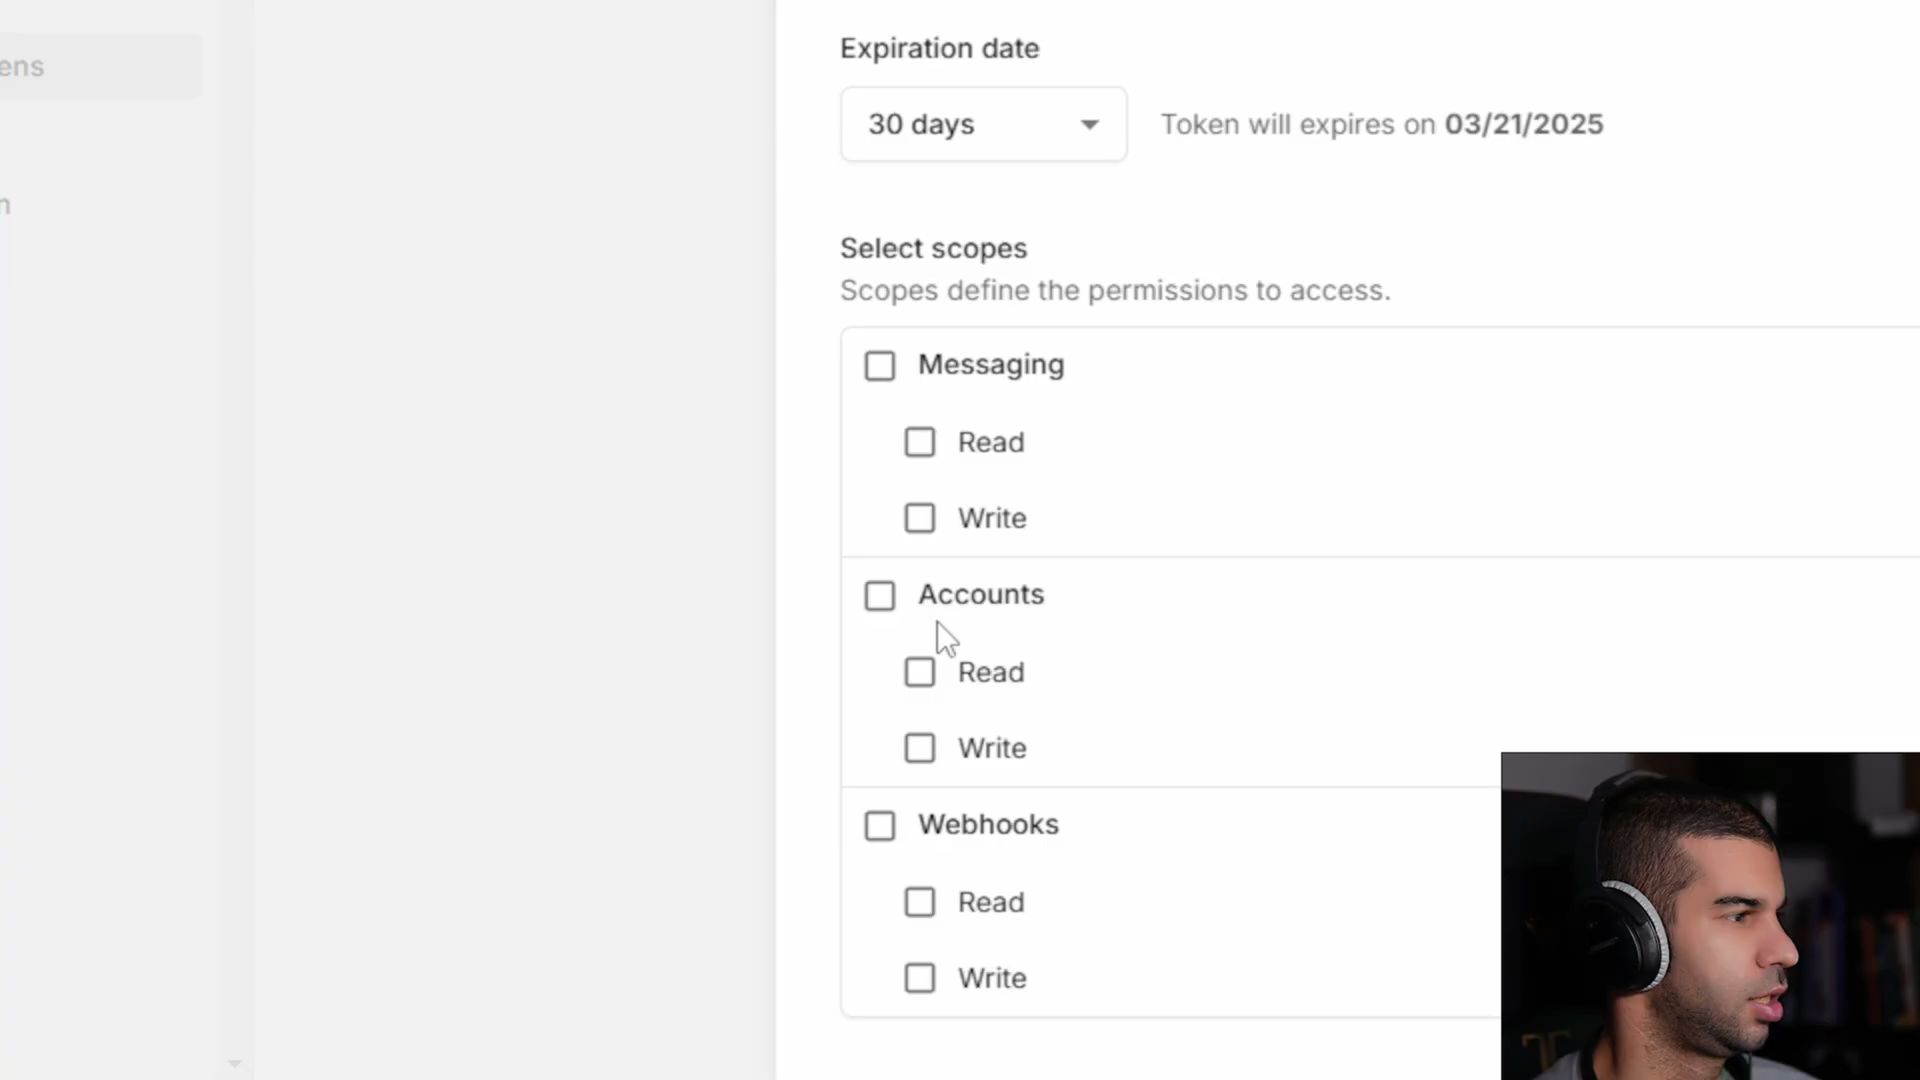 ens
n
Expiration date
30 days
Token will expires on 03/21/2025
Select scopes
Scopes define the permissions to access.
Messaging
Read
Write
Accounts
Read
Write
Webhooks
Read
Write